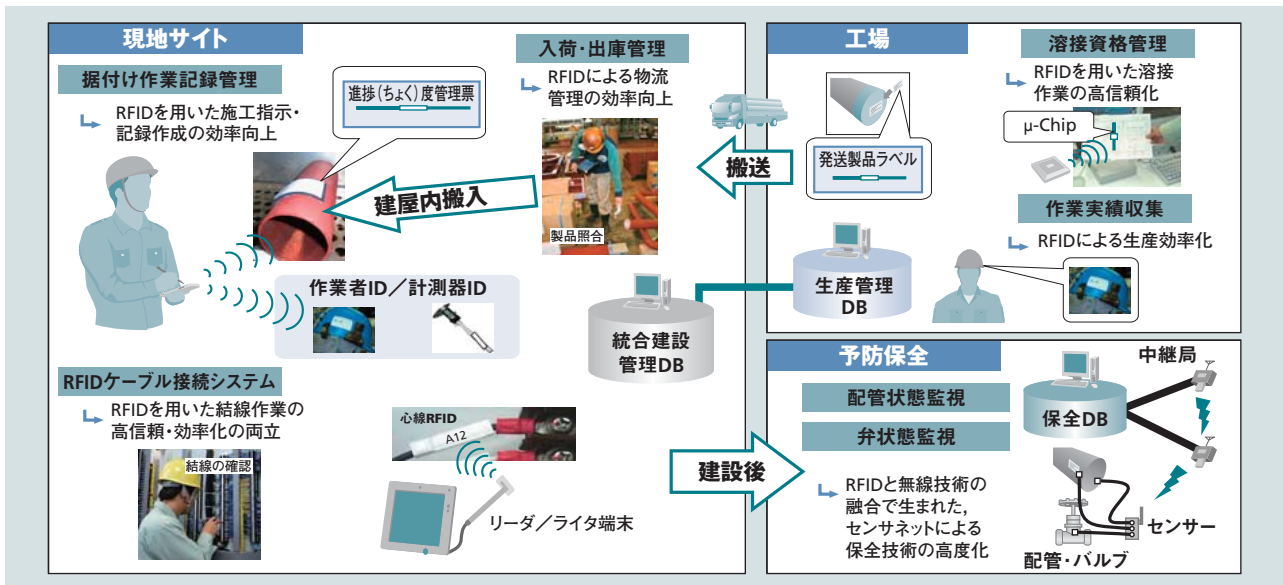 現地サイト
据付け作業記録管理
RFIDを用いた施工指示・
記録作成の効率向上
進捗(ちょく)度管理票
入荷・出庫管理
RFIDによる物流
管理の効率向上
製品照合
建屋内搬入
搬送
作業者ID/計測器ID
統合建設
管理DB
RFIDケーブル接続システム
RFIDを用いた結線作業の
高信頼・効率化の両立
結線の確認
心線RFID
A12
リーダ/ライタ端末
建設後
工場
発送製品ラベル
溶接資格管理
RFIDを用いた溶接
作業の高信頼化
μ-Chip
作業実績収集
RFIDによる生産効率化
生産管理
DB
予防保全
配管状態監視
弁状態監視
RFIDと無線技術の
融合で生まれた,
センサネットによる
保全技術の高度化
保全DB
中継局
センサー
配管・バルブ